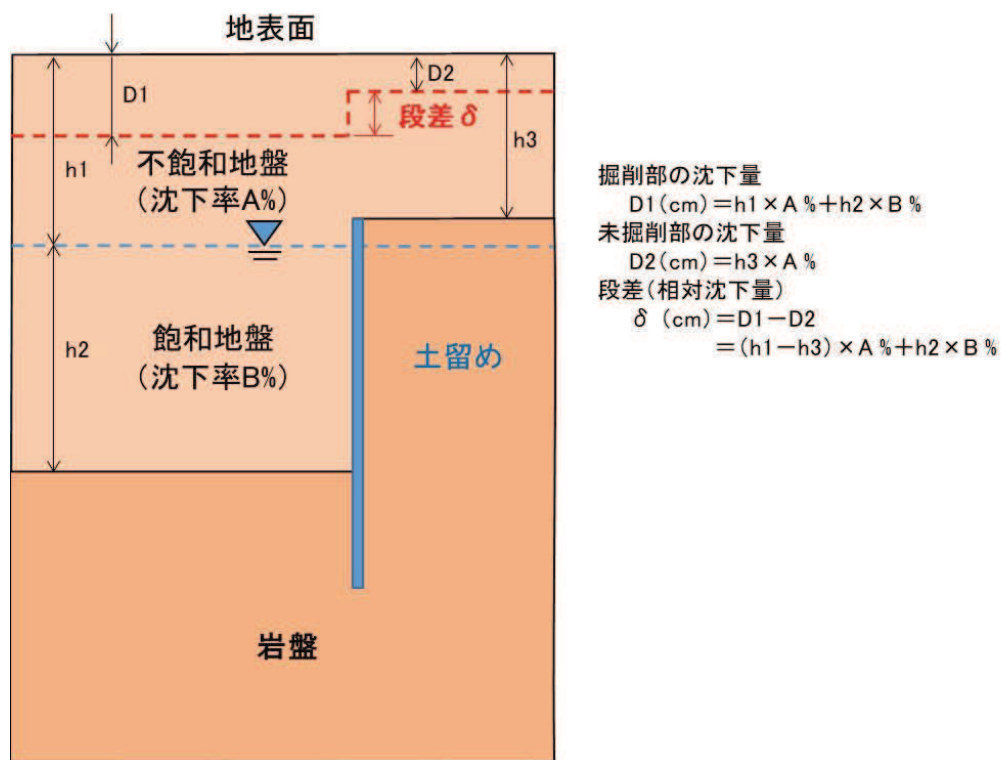 地表面
D1
D2
段差δ
h1
h3
不飽和地盤
(沈下率A%)
h2
飽和地盤
(沈下率B%)
土留め
岩盤
掘削部の沈下量
D1(cm)=h1×A%+h2×B%
未掘削部の沈下量
D2(cm)=h3×A%
段差(相対沈下量)
δ (cm)=D1-D2
=(h1-h3)×A%+h2×B%